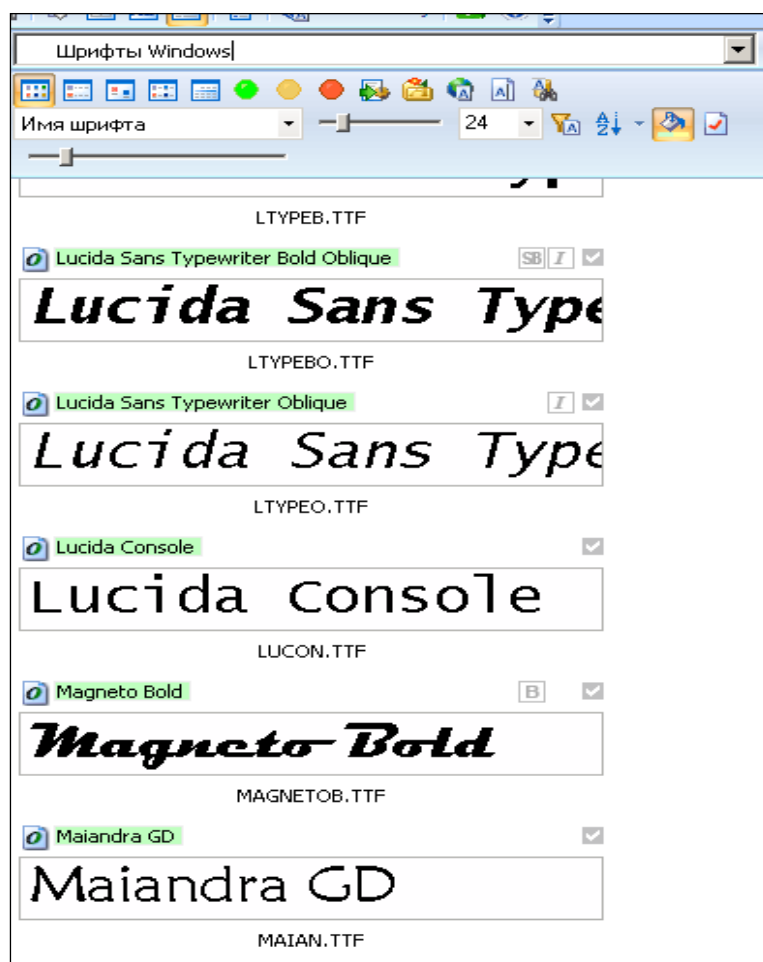 Шрифты Windows
Имя шрифта 24
LTYPEB.TTF
Lucida Sans Typewriter Bold Oblique SB I
Lucida Sans Type
LTYPEBO.TTF
Lucida Sans Typewriter Oblique I
Lucida Sans Type
LTYPEO.TTF
Lucida Console
Lucida Console
LUCON.TTF
Magneto Bold B
Magneto Bold
MAGNETOB.TTF
Maiandra GD
Maiandra GD
MAIAN.TTF